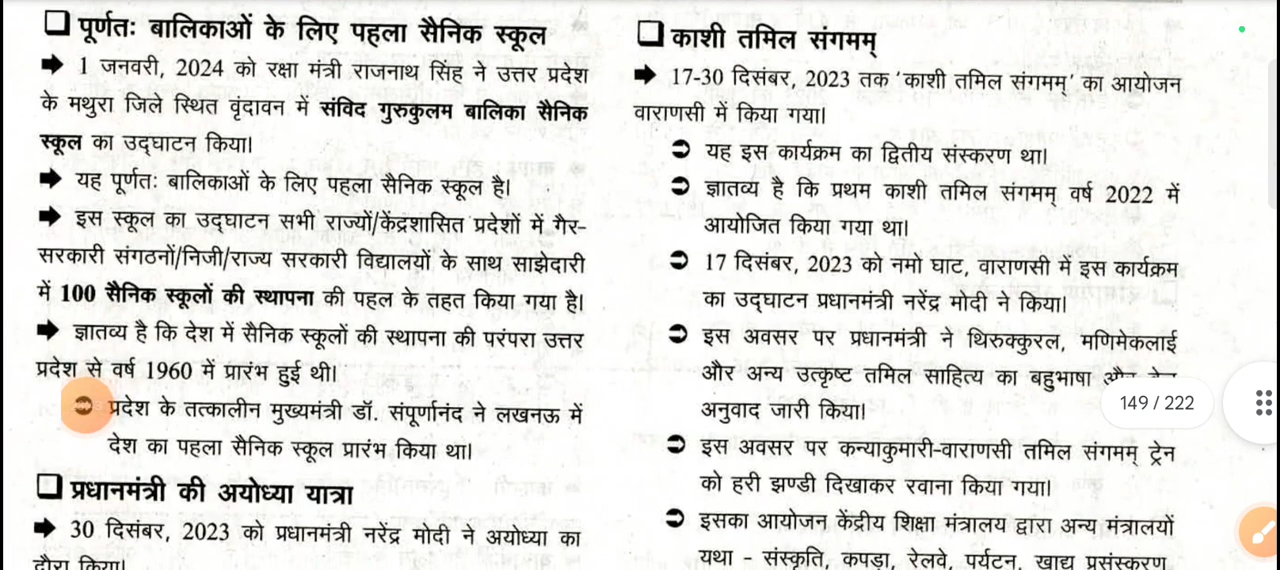 पूर्णतः बालिकाओं के लिए पहला सैनिक स्कूल
1 जनवरी, 2024 को रक्षा मंत्री राजनाथ सिंह ने उत्तर प्रदेश
के मथुरा जिले स्थित वृंदावन में संविद गुरुकुलम बालिका सैनिक
स्कूल का उद्घाटन किया।
यह पूर्णतः बालिकाओं के लिए पहला सैनिक स्कूल है।
इस स्कूल का उद्घाटन सभी राज्यों/केंद्रशासित प्रदेशों में गैर-
सरकारी संगठनों/निजी/राज्य सरकारी विद्यालयों के साथ साझेदारी
में 100 सैनिक स्कूलों की स्थापना की पहल के तहत किया गया है।
ज्ञातव्य है कि देश में सैनिक स्कूलों की स्थापना की परंपरा उत्तर
प्रदेश से वर्ष 1960 में प्रारंभ हुई थी।
प्रदेश के तत्कालीन मुख्यमंत्री डॉ. संपूर्णानंद ने लखनऊ में
देश का पहला सैनिक स्कूल प्रारंभ किया था।
प्रधानमंत्री की अयोध्या यात्रा
30 दिसंबर, 2023 को प्रधानमंत्री नरेंद्र मोदी ने अयोध्या का
दौरा किया।
काशी तमिल संगमम्
17-30 दिसंबर, 2023 तक 'काशी तमिल संगमम्' का आयोजन
वाराणसी में किया गया।
यह इस कार्यक्रम का द्वितीय संस्करण था।
ज्ञातव्य है कि प्रथम काशी तमिल संगमम् वर्ष 2022 में
आयोजित किया गया था।
17 दिसंबर, 2023 को नमो घाट, वाराणसी में इस कार्यक्रम
का उद्घाटन प्रधानमंत्री नरेंद्र मोदी ने किया।
इस अवसर पर प्रधानमंत्री ने थिरुक्कुरल, मणिमेकलाई
और अन्य उत्कृष्ट तमिल साहित्य का बहुभाषा
अनुवाद जारी किया।
इस अवसर पर कन्याकुमारी-वाराणसी तमिल संगमम् ट्रेन
को हरी झण्डी दिखाकर रवाना किया गया।
इसका आयोजन केंद्रीय शिक्षा मंत्रालय द्वारा अन्य मंत्रालयों
यथा - संस्कृति, कपड़ा, रेलवे, पर्यटन, खाद्य प्रसंस्करण,
149 / 222